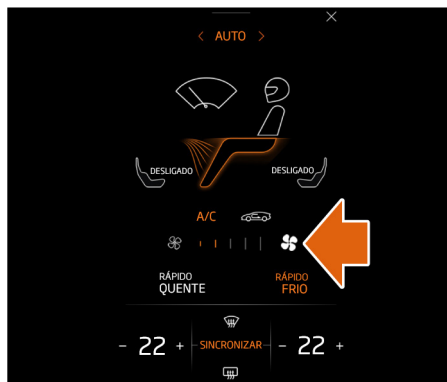 AUTO
DESLIGADO
DESLIGADO
A/C
RÁPIDO
QUENTE
RÁPIDO
FRIO
- 22 + SINCRONIZAR - 22 +